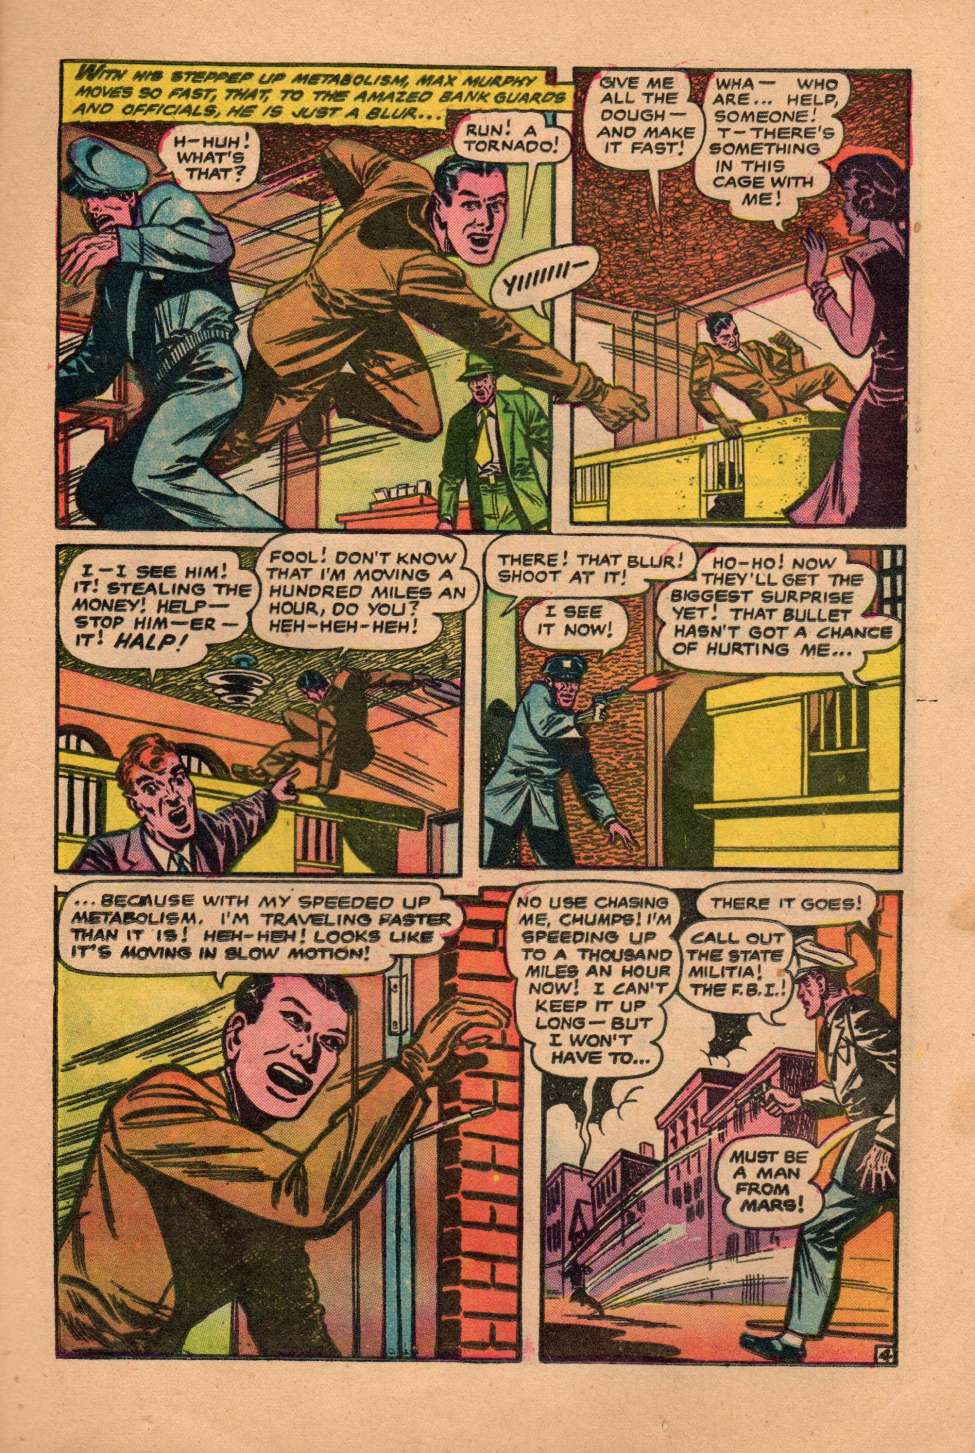 WITH HIS STEPPEP UP METABOLISM, MAX MURPHY
MOVES SO FAST, THAT, TO THE AMAZED BANK GUARDS
AND OFFICIALS, HE IS JUST A BLUR...
H-HUH!
WHAT'S
THAT?
RUN! A
TORNADO!
YIIIIIII-
GIVE ME
ALL THE
DOUGH-
AND MAKE
IT FAST!
WHA- WHO
ARE... HELP,
SOMEONE!
T-THERE'S
SOMETHING
IN THIS
CAGE WITH
ME!
I-I SEE HIM!
IT! STEALING THE
MONEY! HELP-
STOP HIM-ER-
IT! HALP!
FOOL! DON'T KNOW
THAT I'M MOVING A
HUNDRED MILES AN
HOUR, DO YOU?
HEH-HEH-HEH!
THERE! THAT BLUR!
SHOOT AT IT!
I SEE
IT NOW!
HO-HO! NOW
THEY'LL GET THE
BIGGEST SURPRISE
YET! THAT BULLET
HASN'T GOT A CHANCE
OF HURTING ME...
...BECAUSE WITH MY SPEEDED UP
METABOLISM, I'M TRAVELING FASTER
THAN IT IS! HEH-HEH! LOOKS LIKE
IT'S MOVING IN SLOW MOTION!
NO USE CHASING
ME, CHUMPS! I'M
SPEEDING UP
TO A THOUSAND
MILES AN HOUR
NOW! I CAN'T
KEEP IT UP
LONG-BUT
I WON'T
HAVE TO...
THERE IT GOES!
CALL OUT
THE STATE
MILITIA!
THE F.B.I.!
MUST BE
A MAN
FROM
MARS!
4